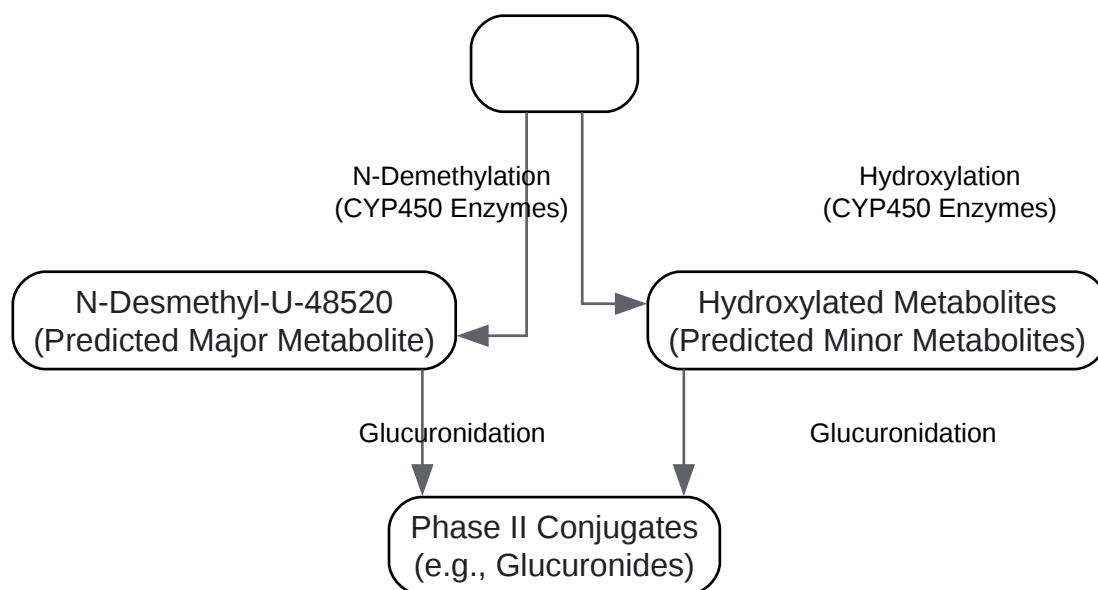 N-Demethylation
(CYP450 Enzymes)
Hydroxylation
(CYP450 Enzymes)
N-Desmethyl-U-48520
(Predicted Major Metabolite)
Hydroxylated Metabolites
(Predicted Minor Metabolites)
Glucuronidation
Glucuronidation
Phase II Conjugates
(e.g., Glucuronides)